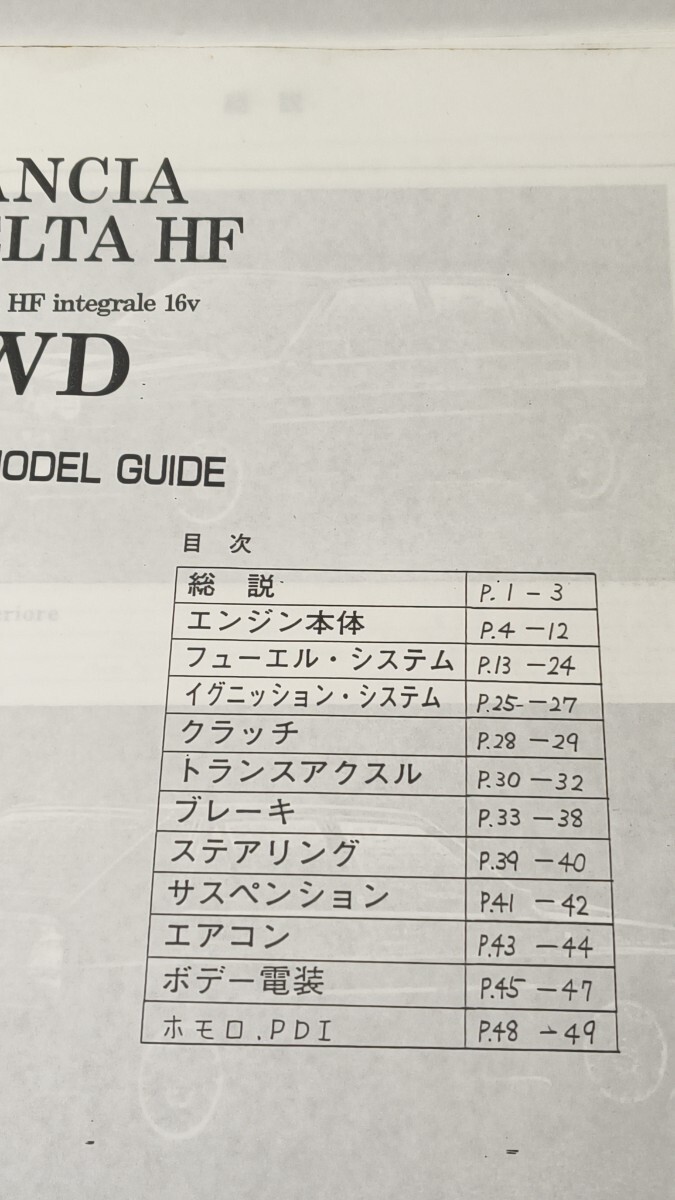 ANCIA
ELTA HF
HF integrale 16v
WD
MODEL GUIDE
目 次
総 説 P.1-3
エンジン本体 P.4-12
フューエル・システム P.13-24
イグニッション・システム P.25-27
クラッチ P.28-29
トランスアクスル P.30-32
ブレーキ P.33-38
ステアリング P.39-40
サスペンション P.41-42
エアコン P.43-44
ボデー電装 P.45-47
ホモロ.PDI P.48-49
riore